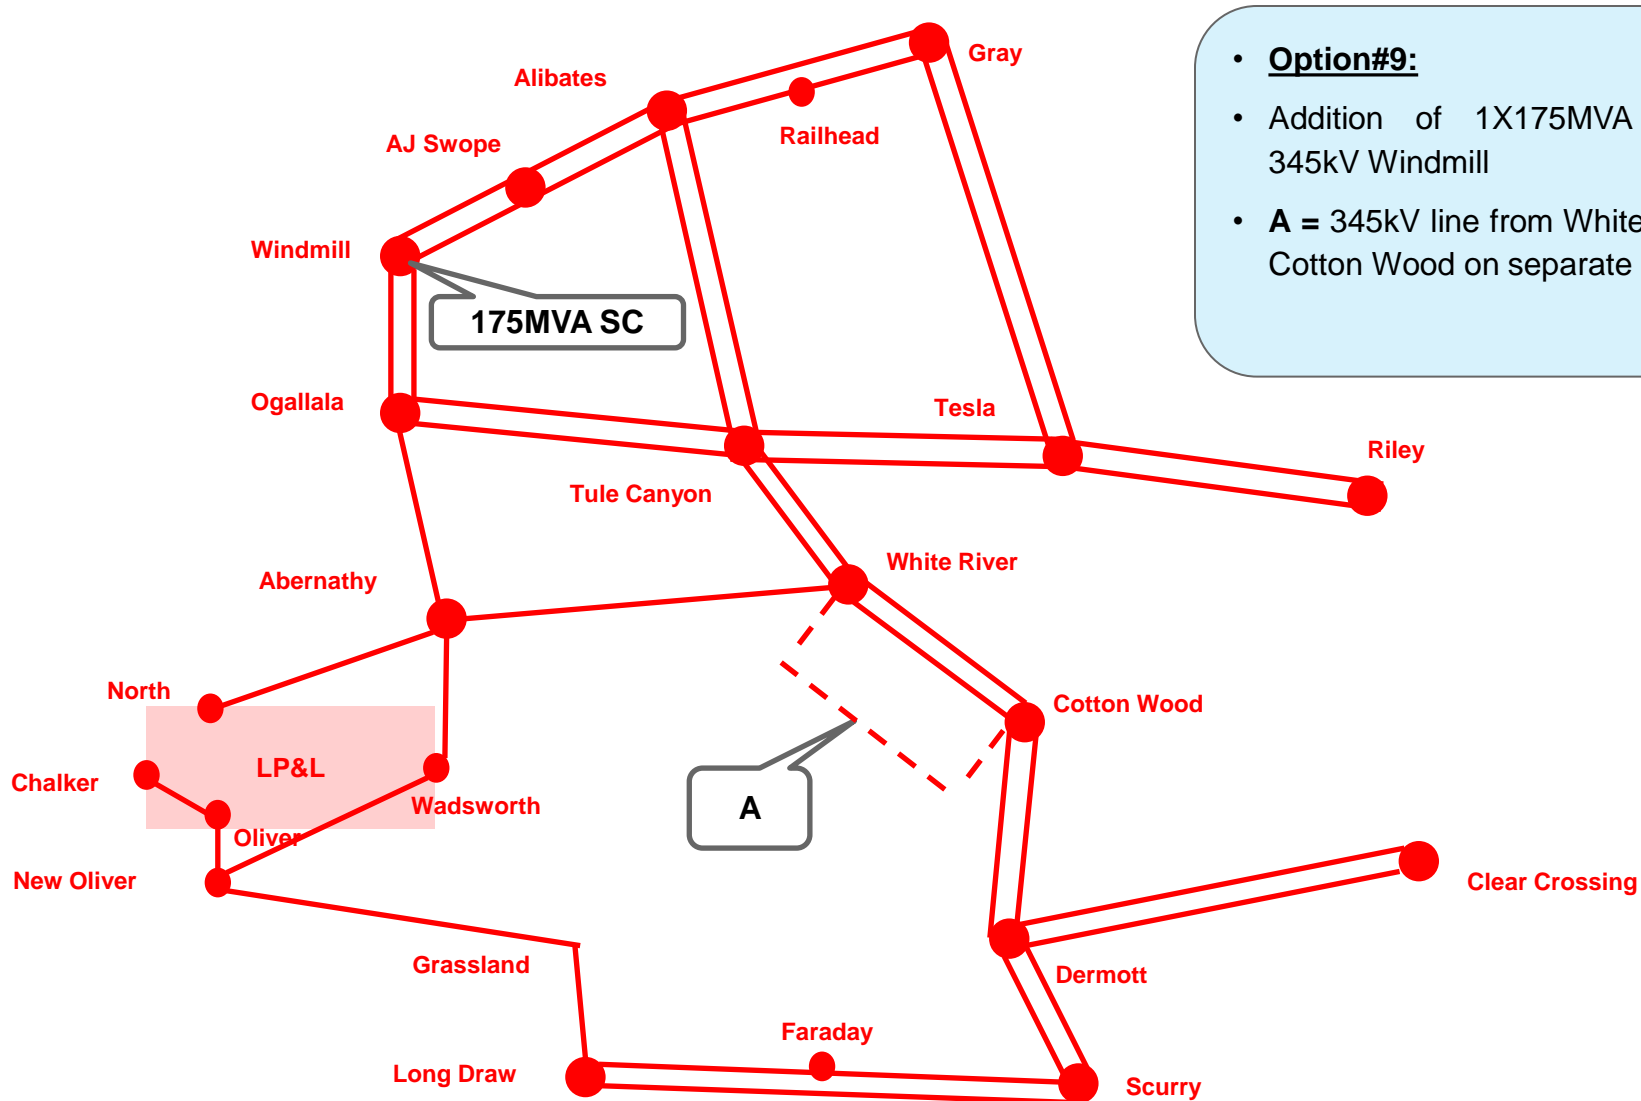 Gray
Alibates
Railhead
AJ Swope
Windmill
175MVA SC
Ogallala
Tesla
Riley
Tule Canyon
White River
Abernathy
North
LP&L
Chalker
Wadsworth
Oliver
New Oliver
Cotton Wood
A
Clear Crossing
Grassland
Dermott
Faraday
Long Draw
Scurry
• Option#9:
• Addition of 1X175MVA
345kV Windmill
• A = 345kV line from White
Cotton Wood on separate